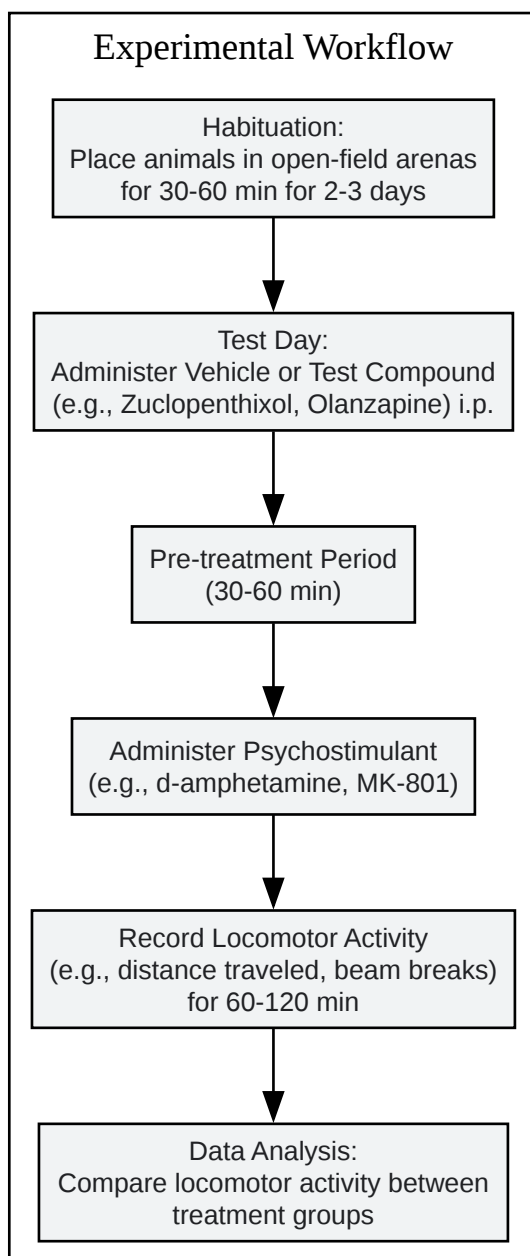 Experimental Workflow
Habituation:
Place animals in open-field arenas
for 30-60 min for 2-3 days
Test Day:
Administer Vehicle or Test Compound
(e.g., Zuclopenthixol, Olanzapine) i.p.
Pre-treatment Period
(30-60 min)
Administer Psychostimulant
(e.g., d-amphetamine, MK-801)
Record Locomotor Activity
(e.g., distance traveled, beam breaks)
for 60-120 min
Data Analysis:
Compare locomotor activity between
treatment groups